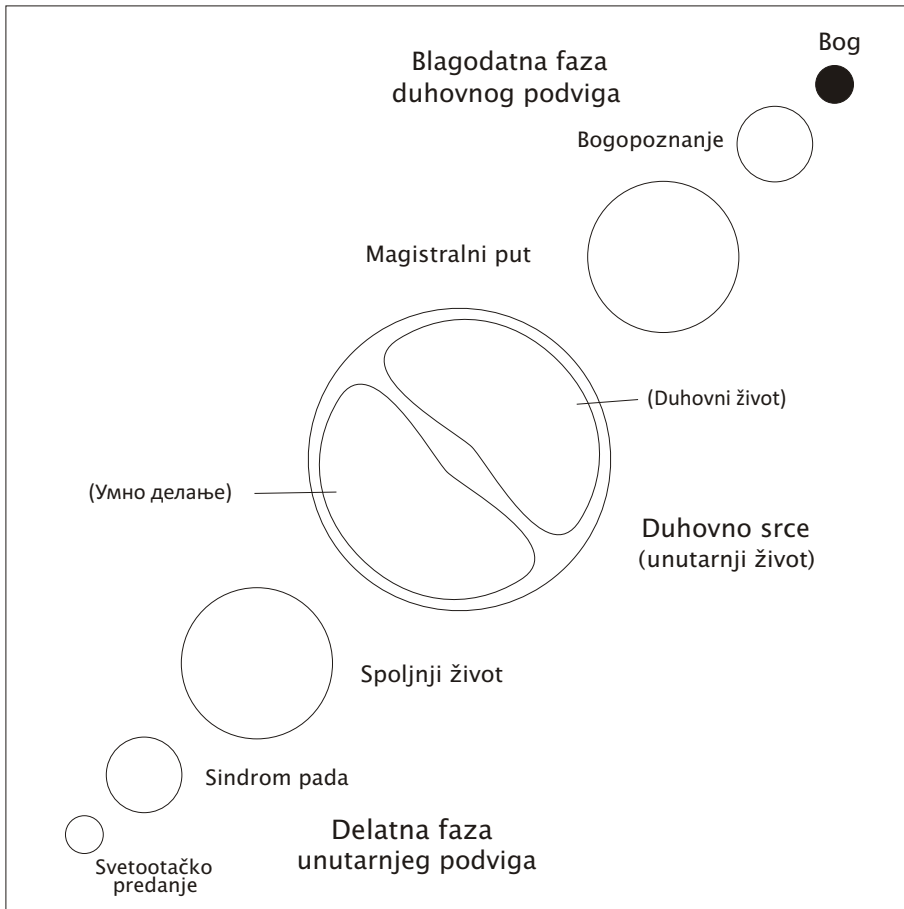 Bog
Blagodatna faza
duhovnog podviga
Bogopoznanje
Magistralni put
(Duhovni život)
(Умно делање)
Duhovno srce
(unutarnji život)
Spoljnji život
Sindrom pada
Delatna faza
unutarnjeg podviga
Svetootačko
predanje